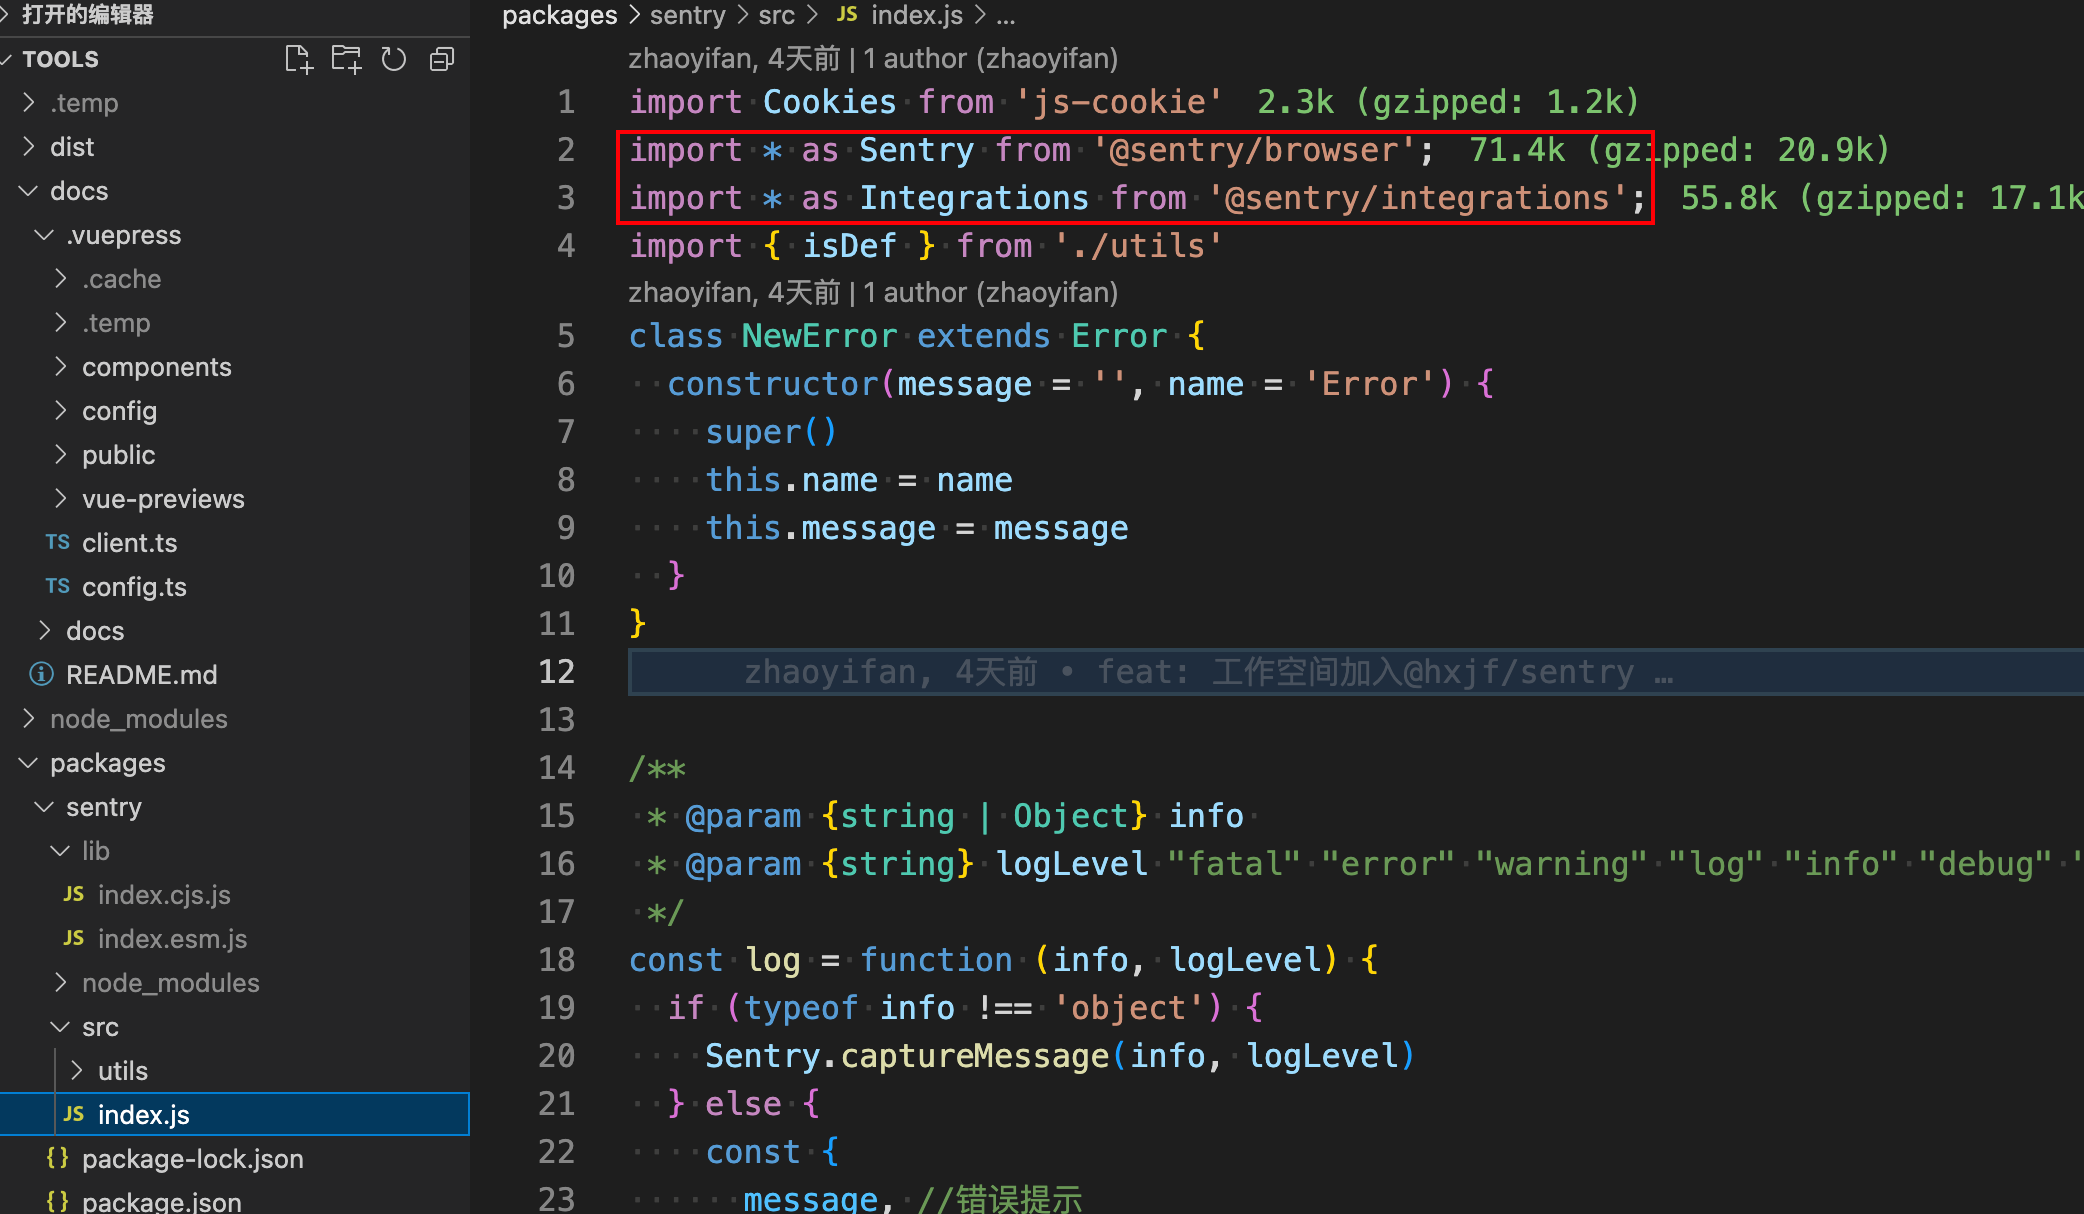 打开的编辑器
TOOLS
.temp
dist
docs
.vuepress
.cache
.temp
components
config
public
vue-previews
TS client.ts
TS config.ts
docs
README.md
node_modules
packages
sentry
lib
JS index.cjs.js
JS index.esm.js
node_modules
src
utils
JS index.js
{} package-lock.json
{} package.json
packages > sentry > src > JS index.js > ...
zhaoyifan, 4天前 | 1 author (zhaoyifan)
1 import Cookies from 'js-cookie' 2.3k (gzipped: 1.2k)
2 import * as Sentry from '@sentry/browser'; 71.4k (gzipped: 20.9k)
3 import * as Integrations from '@sentry/integrations'; 55.8k (gzipped: 17.1k
4 import { isDef } from './utils'
zhaoyifan, 4天前 | 1 author (zhaoyifan)
5 class NewError extends Error {
6 constructor(message = '', name = 'Error') {
7 super()
8 this.name = name
9 this.message = message
10 }
11 }
12 zhaoyifan, 4天前 • feat: 工作空间加入@hxjf/sentry …
13
14 /**
15 * @param {string | Object} info
16 * @param {string} logLevel "fatal" "error" "warning" "log" "info" "debug" "
17 */
18 const log = function (info, logLevel) {
19 if (typeof info !== 'object') {
20 Sentry.captureMessage(info, logLevel)
21 } else {
22 const {
23 message, //错误提示